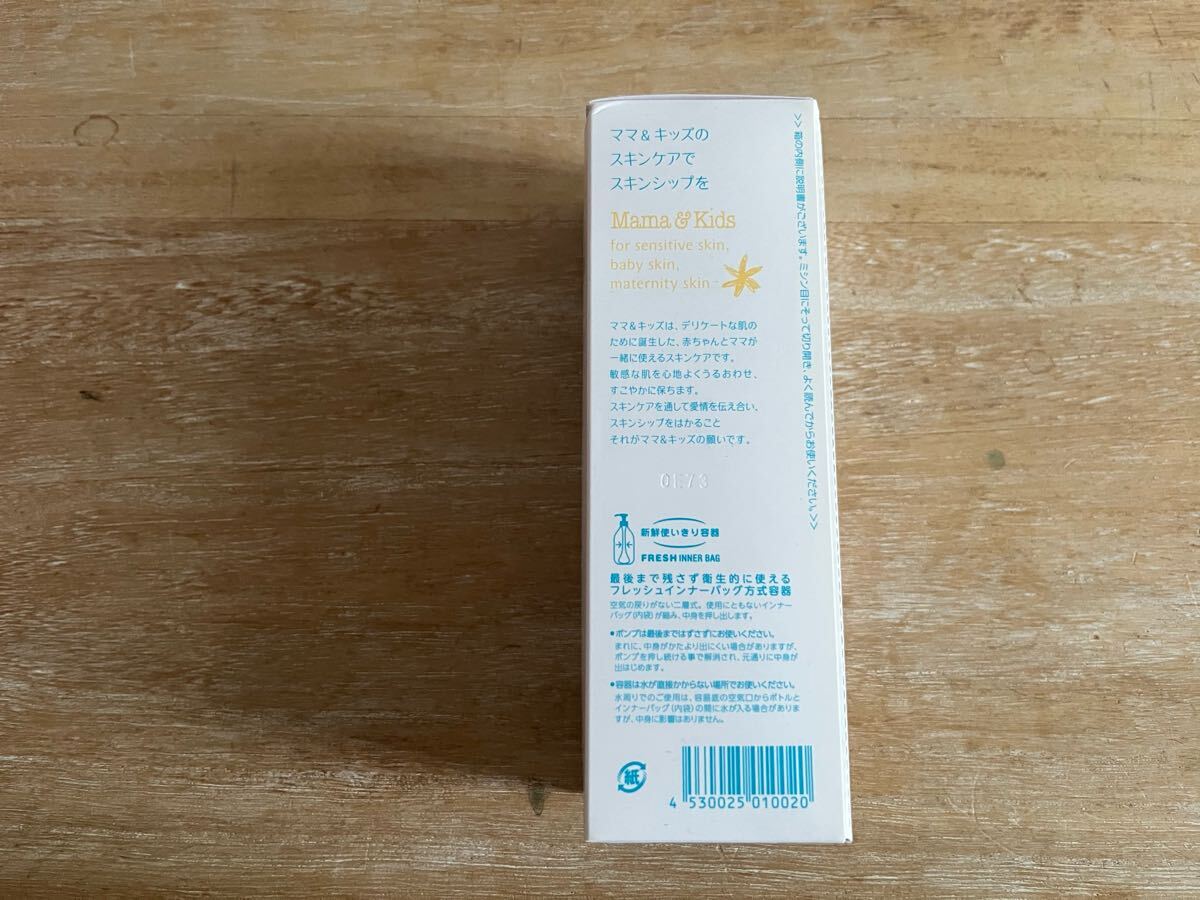 ママ&キッズの
スキンケアで
スキンシップを
Mama & Kids
for sensitive skin,
baby skin,
maternity skin
ママ&キッズは、デリケートな肌の
ために誕生した、赤ちゃんとママが
一緒に使えるスキンケアです。
敏感な肌を心地よくうるおわせ、
すこやかに保ちます。
スキンケアを通して愛情を伝え合い、
スキンシップをはかること
それがママ&キッズの願いです。
0E73
新鮮使いきり容器
FRESH INNER BAG
最後まで残さず衛生的に使える
フレッシュインナーバッグ方式容器
空気の戻りがない二層式。使用にともないインナー
バッグ(内袋)が縮み、中身を押し出します。
●ポンプは最後まではずさずにお使いください。
まれに、中身がかたより出にくい場合がありますが、
ポンプを押し続ける事で解消され、元通りに中身が
出はじめます。
●容器は水が直接かからない場所でお使いください。
水周りでのご使用は、容器底の空気口からボトルと
インナーバッグ(内袋)の間に水が入る場合がありま
すが、中身に影響はありません。
紙
4 530025 010020
>> 箱の内側に説明書がございます。ミシン目にそって切り開き、よく読んでからお使いください。>>